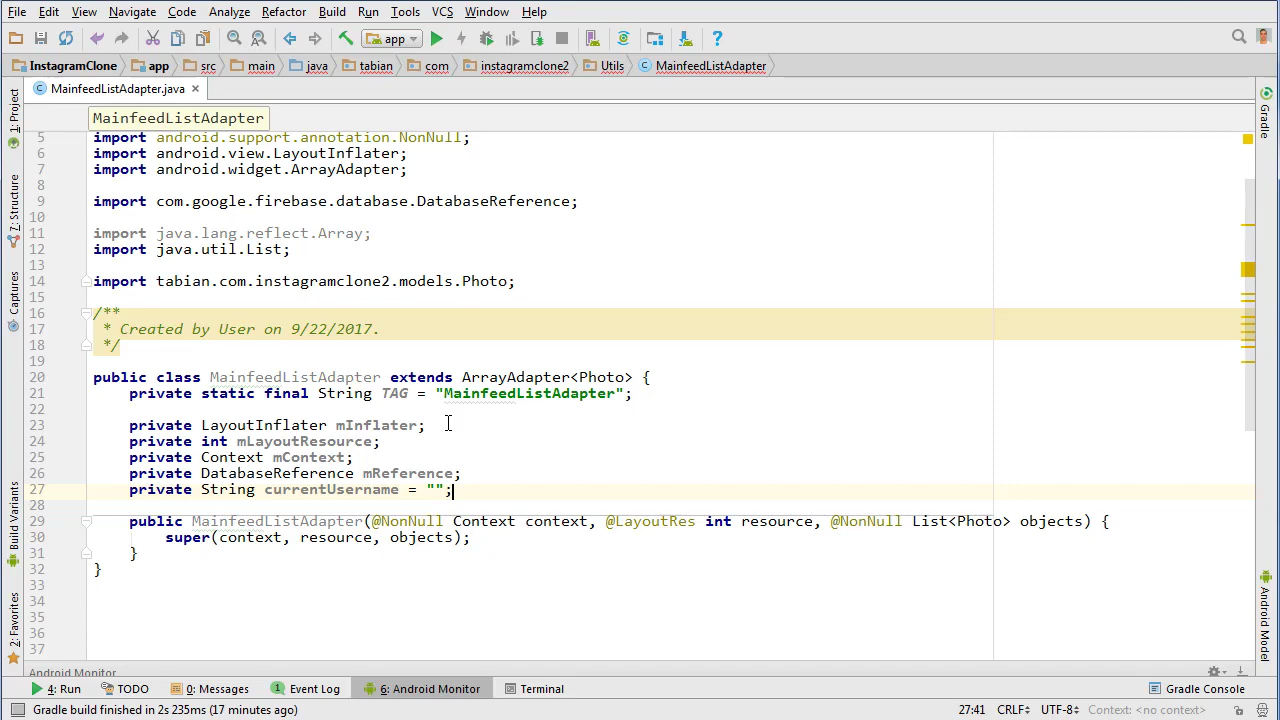 File Edit View Navigate Code Analyze Refactor Build Run Tools VCS Window Help
app
InstagramClone app src main java tabian com instagramclone2 Utils MainfeedListAdapter
MainfeedListAdapter.java
MainfeedListAdapter
5 import android.support.annotation.NonNull;
6 import android.view.LayoutInflater;
7 import android.widget.ArrayAdapter;
8
9 import com.google.firebase.database.DatabaseReference;
10
11 import java.lang.reflect.Array;
12 import java.util.List;
13
14 import tabian.com.instagramclone2.models.Photo;
15
16 /**
17 * Created by User on 9/22/2017.
18 */
19
20 public class MainfeedListAdapter extends ArrayAdapter<Photo> {
21 private static final String TAG = "MainfeedListAdapter";
22
23 private LayoutInflater mInflater;
24 private int mLayoutResource;
25 private Context mContext;
26 private DatabaseReference mReference;
27 private String currentUsername = "";
28
29 public MainfeedListAdapter(@NonNull Context context, @LayoutRes int resource, @NonNull List<Photo> objects) {
30 super(context, resource, objects);
31 }
32 }
33
34
35
36
37
1: Project
7: Structure
Captures
Build Variants
2: Favorites
Gradle
Android Model
Android Monitor
4: Run TODO 0: Messages 1 Event Log 6: Android Monitor Terminal Gradle Console
Gradle build finished in 2s 235ms (17 minutes ago) 27:41 CRLF UTF-8 Context: <no context>